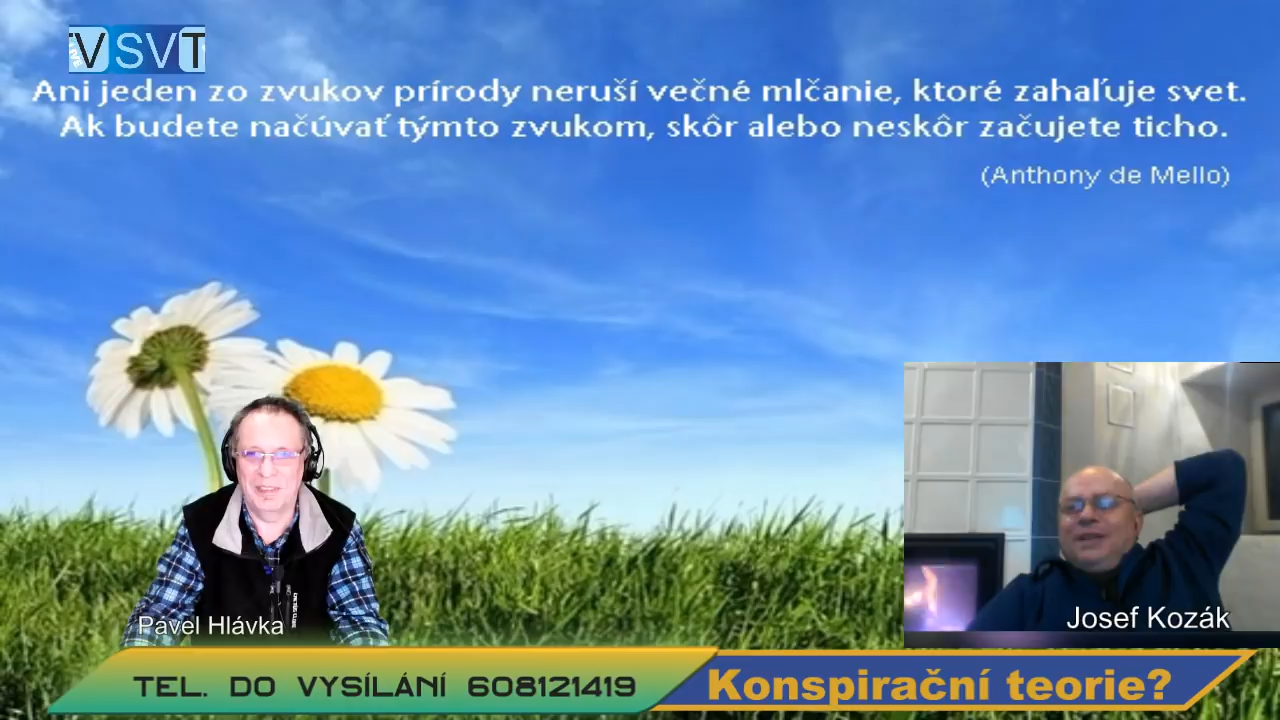 VSVT
LIVE
Ani jeden zo zvukov prírody neruší večné mlčanie, ktoré zahaľuje svet.
Ak budete načúvať týmto zvukom, skôr alebo neskôr začujete ticho.
(Anthony de Mello)
Pavel Hlávka
Josef Kozák
TEL. DO VYSÍLÁNÍ 608121419
Konspirační teorie?